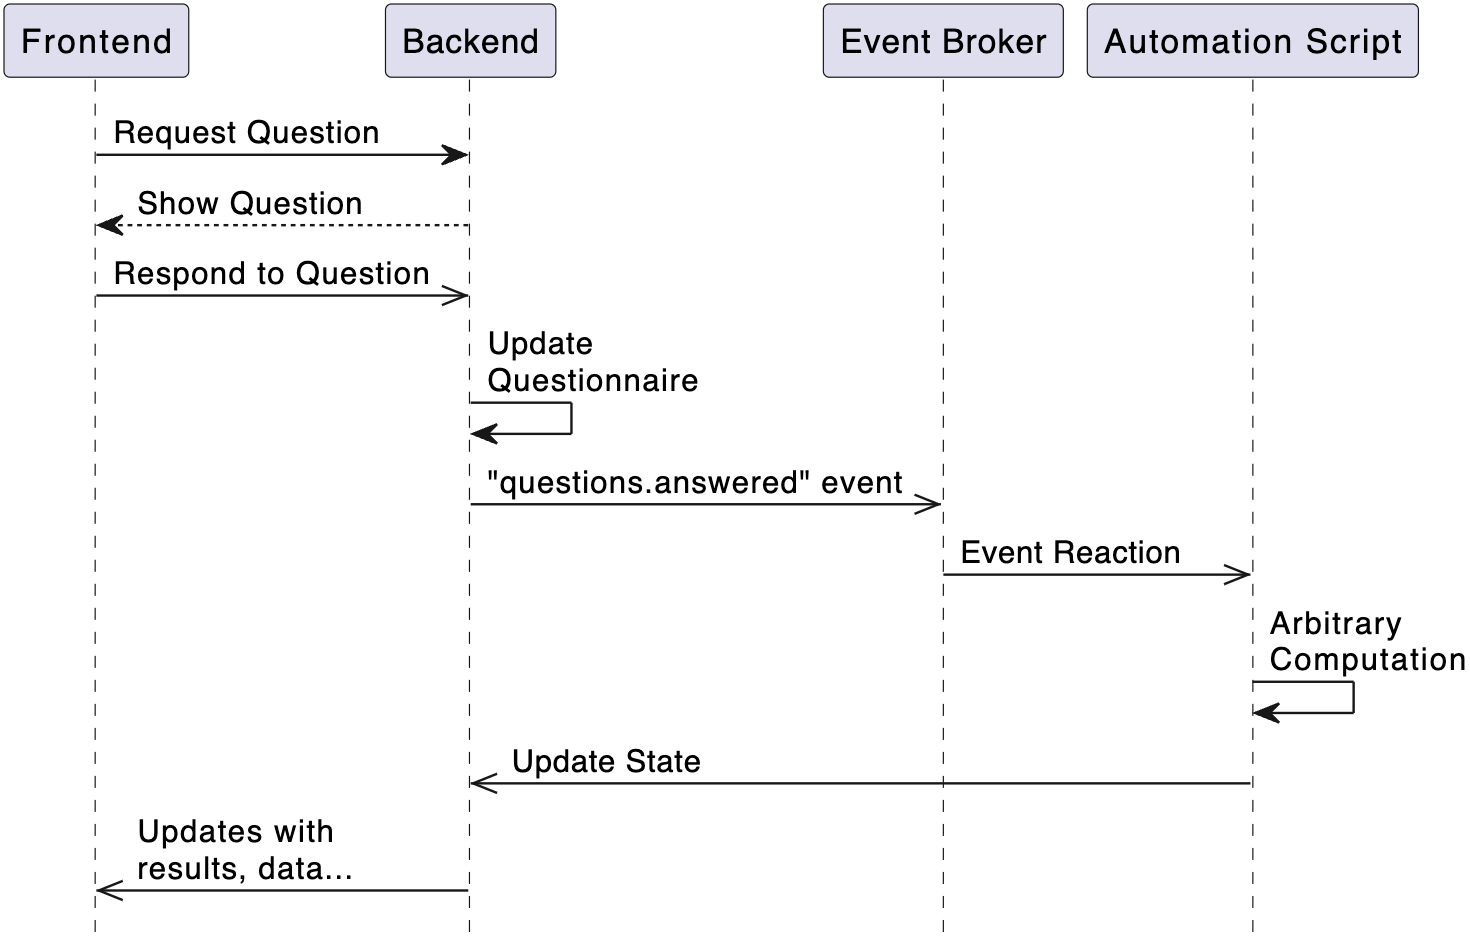 Frontend
Backend
Event Broker
Automation Script
Request Question
Show Question
Respond to Question
Update
Questionnaire
"questions.answered" event
Event Reaction
Arbitrary
Computation
Update State
Updates with
results, data...